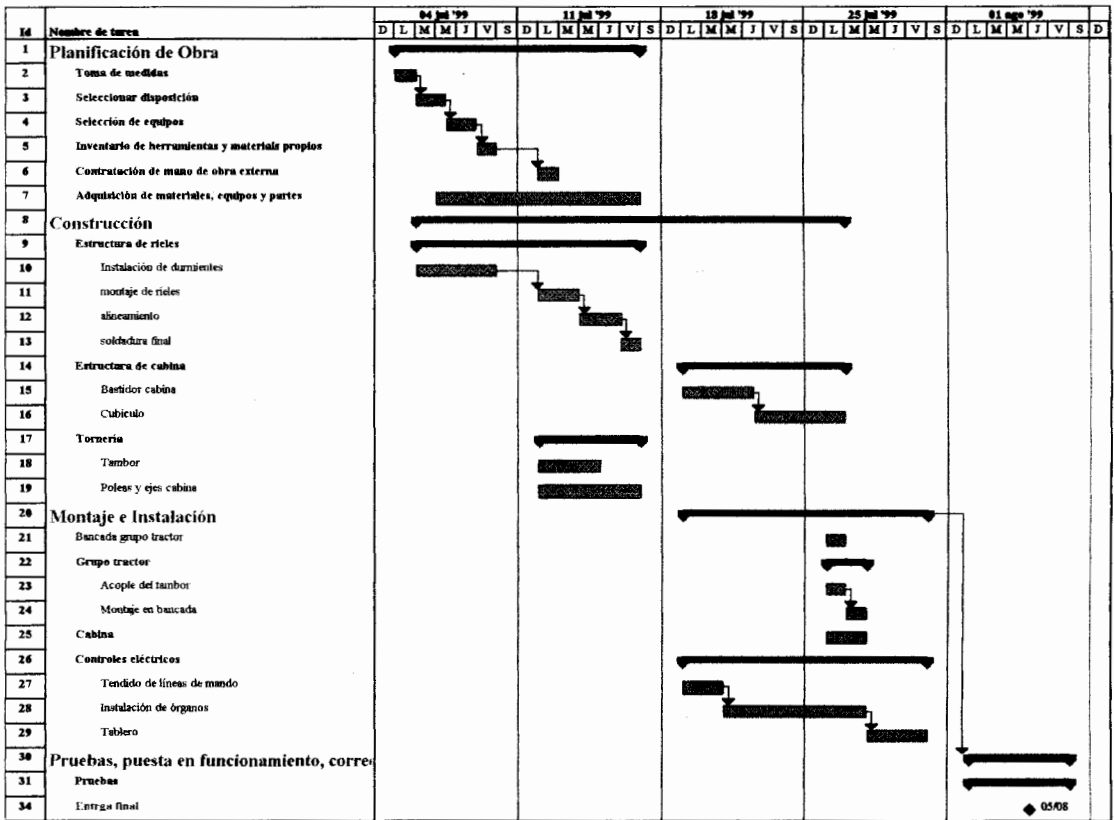 04 jul '99 11 jul '99 18 jul '99 25 jul '99 01 ago '99
Id Nombre de tarea D L M M J V S D L M M J V S D L M M J V S D L M M J V S D L M M J V S D
1 Planificación de Obra
2 Toma de medidas
3 Seleccionar disposición
4 Selección de equipos
5 Inventario de herramientas y materials propios
6 Contratación de mano de obra externa
7 Adquisición de materiales, equipos y partes
8 Construcción
9 Estructura de rieles
10 Instalación de durmientes
11 montaje de rieles
12 alineamiento
13 soldadura final
14 Estructura de cabina
15 Bastidor cabina
16 Cubiculo
17 Tornería
18 Tambor
19 Poleas y ejes cabina
20 Montaje e Instalación
21 Bancada grupo tractor
22 Grupo tractor
23 Acople del tambor
24 Montaje en bancada
25 Cabina
26 Controles eléctricos
27 Tendido de líneas de mando
28 Instalación de órganos
29 Tablero
30 Pruebas, puesta en funcionamiento, corre
31 Pruebas
34 Entrga final 05/08